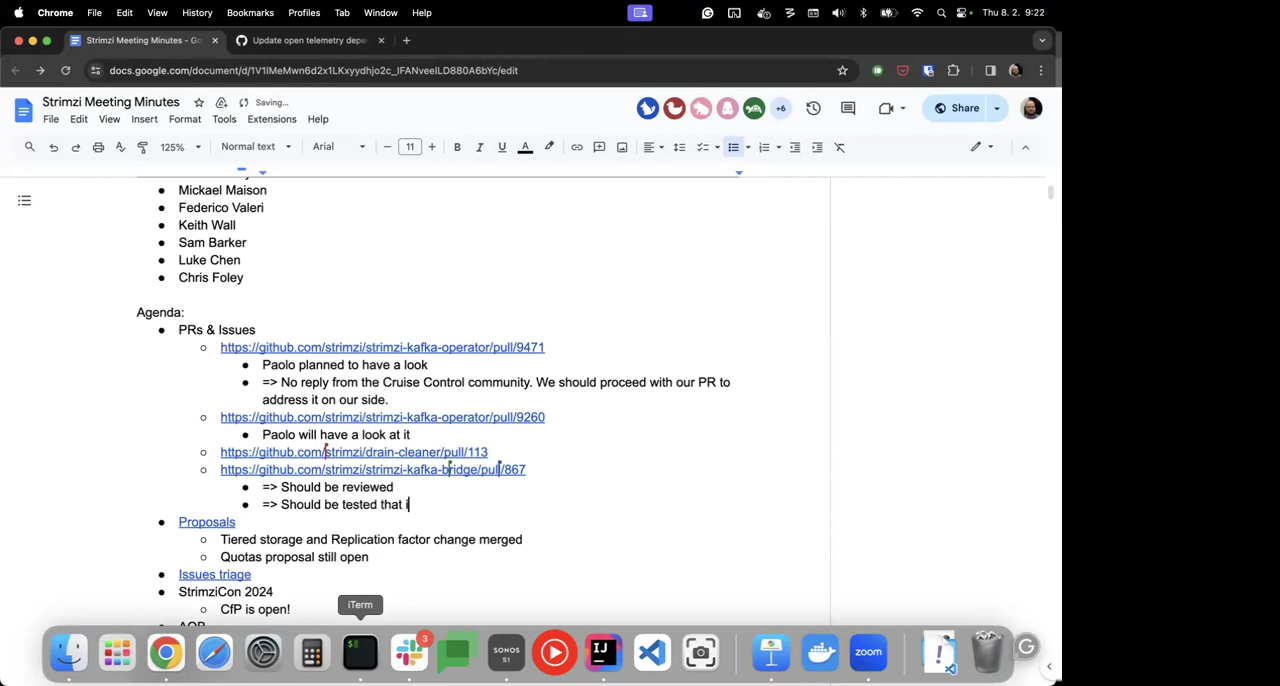 Chrome File Edit View History Bookmarks Profiles Tab Window Help Thu 8. 2. 9:22
Strimzi Meeting Minutes - Go Update open telemetry depe
docs.google.com/document/d/1V1lMeMwn6d2x1LKxyydhjo2c_lFANveelLD880A6bYc/edit
Strimzi Meeting Minutes Saving... +6 Share
File Edit View Insert Format Tools Extensions Help
125% Normal text Arial 11 B I U A
Mickael Maison
Federico Valeri
Keith Wall
Sam Barker
Luke Chen
Chris Foley
Agenda:
PRs & Issues
https://github.com/strimzi/strimzi-kafka-operator/pull/9471
Paolo planned to have a look
=> No reply from the Cruise Control community. We should proceed with our PR to
address it on our side.
https://github.com/strimzi/strimzi-kafka-operator/pull/9260
Paolo will have a look at it
https://github.com/strimzi/drain-cleaner/pull/113
https://github.com/strimzi/strimzi-kafka-bridge/pull/867
=> Should be reviewed
=> Should be tested that i
Proposals
Tiered storage and Replication factor change merged
Quotas proposal still open
Issues triage
StrimziCon 2024
CfP is open!
AOB
iTerm
3
SONOS
S1
IJ
zoom